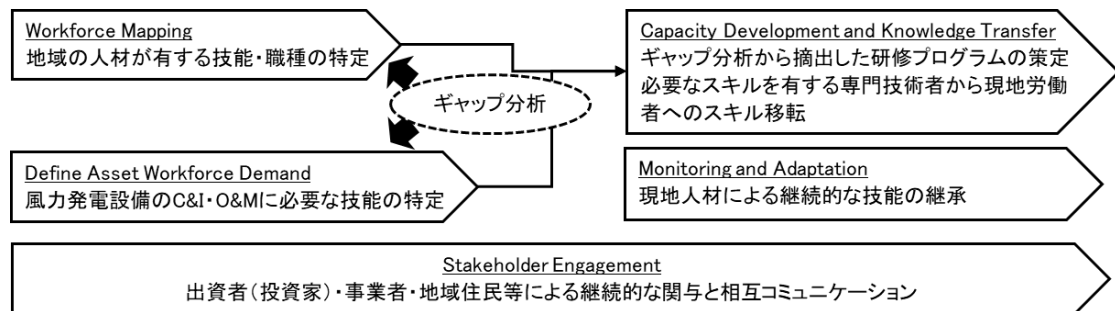 Workforce Mapping
地域の人材が有する技能・職種の特定
ギャップ分析
Define Asset Workforce Demand
風力発電設備のC&I・O&Mに必要な技能の特定
Capacity Development and Knowledge Transfer
ギャップ分析から摘出した研修プログラムの策定
必要なスキルを有する専門技術者から現地労働
者へのスキル移転
Monitoring and Adaptation
現地人材による継続的な技能の継承
Stakeholder Engagement
出資者(投資家)・事業者・地域住民等による継続的な関与と相互コミュニケーション